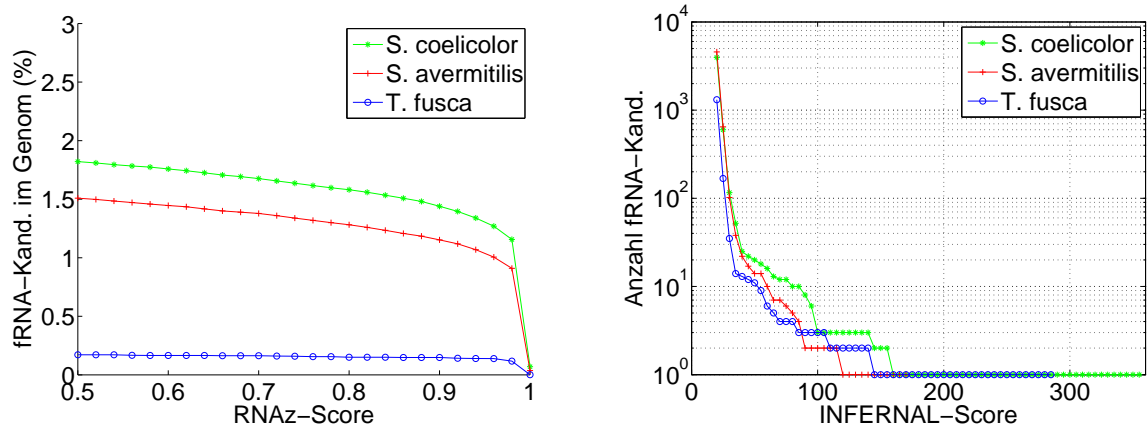 fRNA−Kand. im Genom (%)
3
2.5
2
1.5
1
0.5
0
S. coelicolor
S. avermitilis
T. fusca
0.5
0.6
0.7
0.8
0.9
1
RNAz−Score
Anzahl fRNA−Kand.
10^4
10^3
10^2
10^1
10^0
S. coelicolor
S. avermitilis
T. fusca
0
100
200
300
INFERNAL−Score